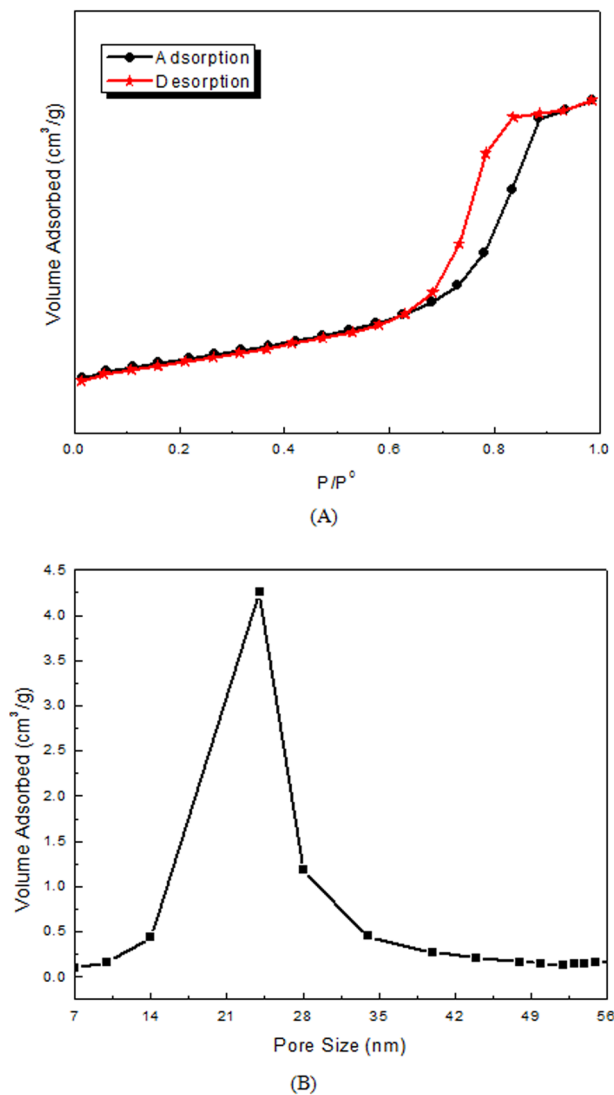 Adsorption
Desorption
Volume Adsorbed (cm³/g)
0.0 0.2 0.4 0.6 0.8 1.0
P/P⁰
(A)
4.5
4.0
3.5
3.0
2.5
2.0
1.5
1.0
0.5
0.0
Volume Adsorbed (cm³/g)
7 14 21 28 35 42 49 56
Pore Size (nm)
(B)